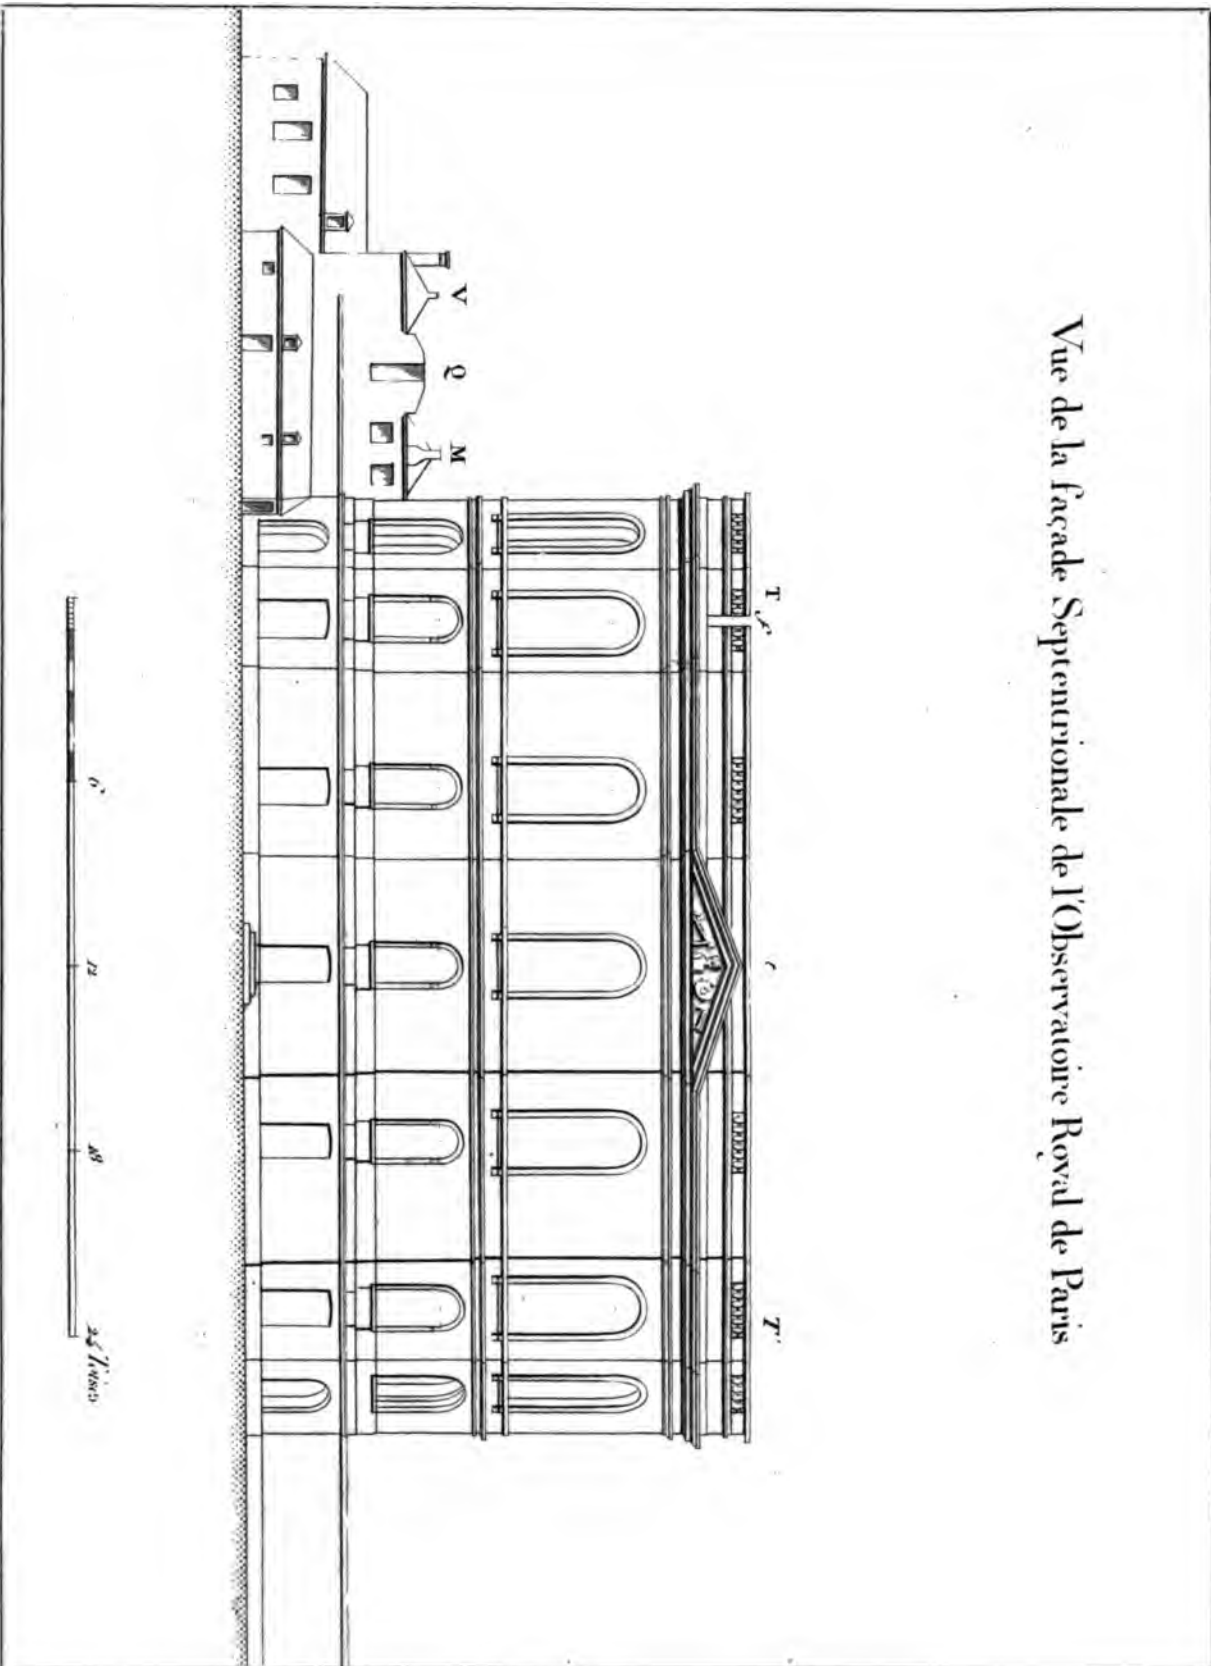 Vue de la façade Septentrionale de l'Observatoire Royal de Paris
T
T'
V Q M
6 12 18 24 Toises